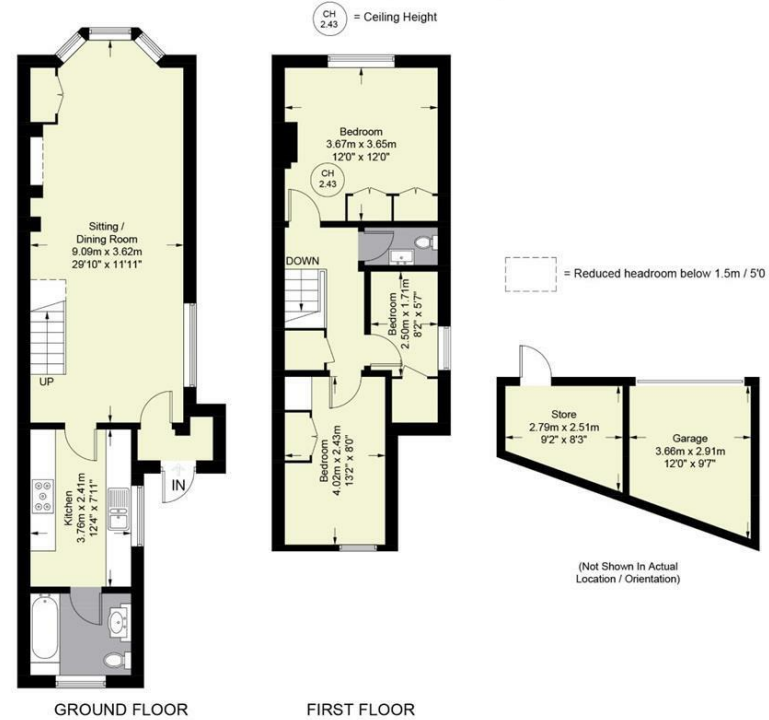 CH
2.43
= Ceiling Height
Bedroom
3.67m x 3.65m
12'0" x 12'0"
CH
2.43
Sitting /
Dining Room
9.09m x 3.62m
29'10" x 11'11"
DOWN
= Reduced headroom below 1.5m / 5'0
Bedroom
2.50m x 1.71m
8'2" x 5'7"
UP
Store
2.79m x 2.51m
9'2" x 8'3"
Garage
3.66m x 2.91m
12'0" x 9'7"
Bedroom
4.02m x 2.43m
13'2" x 8'0"
IN
Kitchen
3.76m x 2.41m
12'4" x 7'11"
(Not Shown In Actual
Location / Orientation)
GROUND FLOOR
FIRST FLOOR